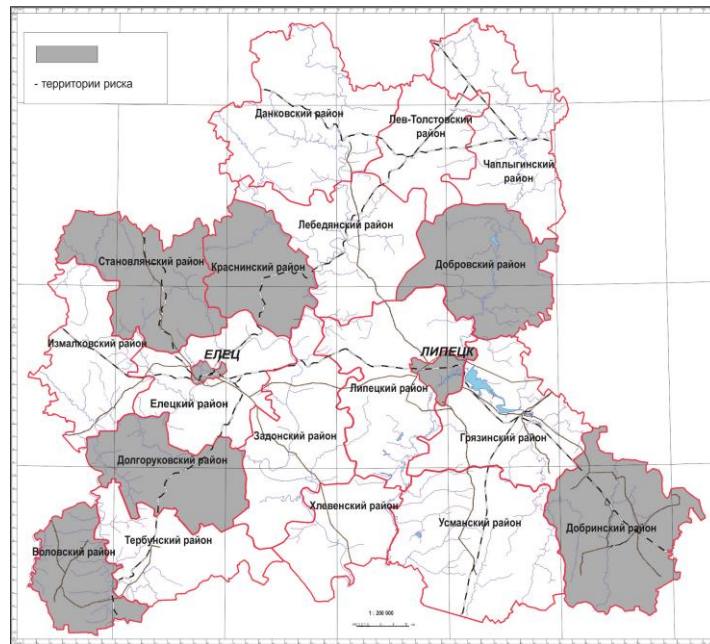 - территории риска
Данковский район
Лев-Толстовский
район
Чаплыгинский
район
Лебедянский
район
Становлянский район
Краснинский район
Добровский район
Измалковский район
ЕЛЕЦ
ЛИПЕЦК
Елецкий район
Липецкий район
Задонский район
Грязинский район
Долгоруковский район
Хлевенский район
Усманский район
Добринский район
Воловский район
Тербунский район
1 : 200 000